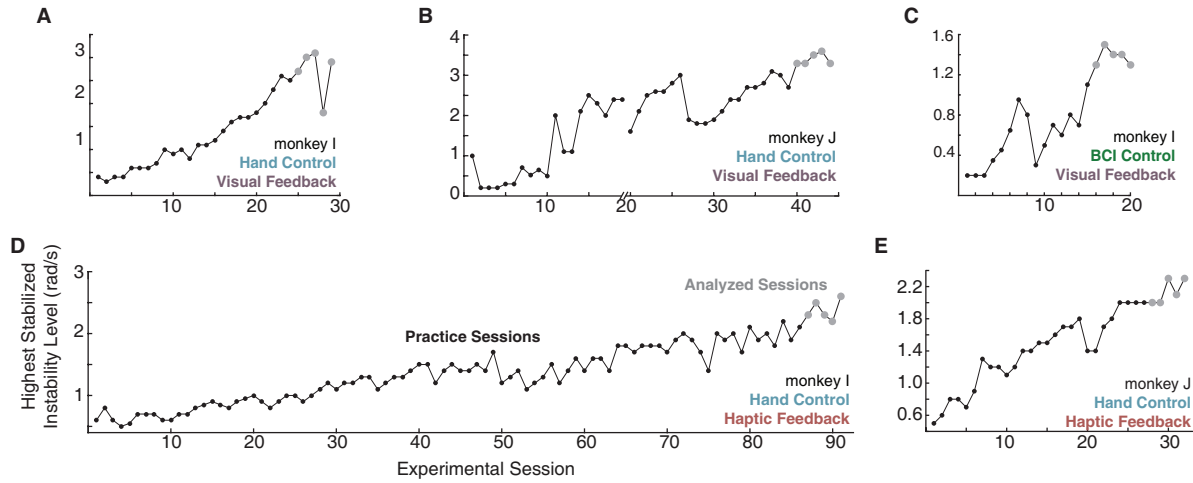 A
3
2
1
10
20
30
monkey I
Hand Control
Visual Feedback
B
4
3
2
1
0
10
20
30
40
monkey J
Hand Control
Visual Feedback
C
1.6
1.2
0.8
0.4
10
20
monkey I
BCI Control
Visual Feedback
D
Highest Stabilized
Instability Level (rad/s)
3
2
1
10
20
30
40
50
60
70
80
90
Experimental Session
Practice Sessions
Analyzed Sessions
monkey I
Hand Control
Haptic Feedback
E
2.2
1.8
1.4
1.0
0.6
10
20
30
monkey J
Hand Control
Haptic Feedback